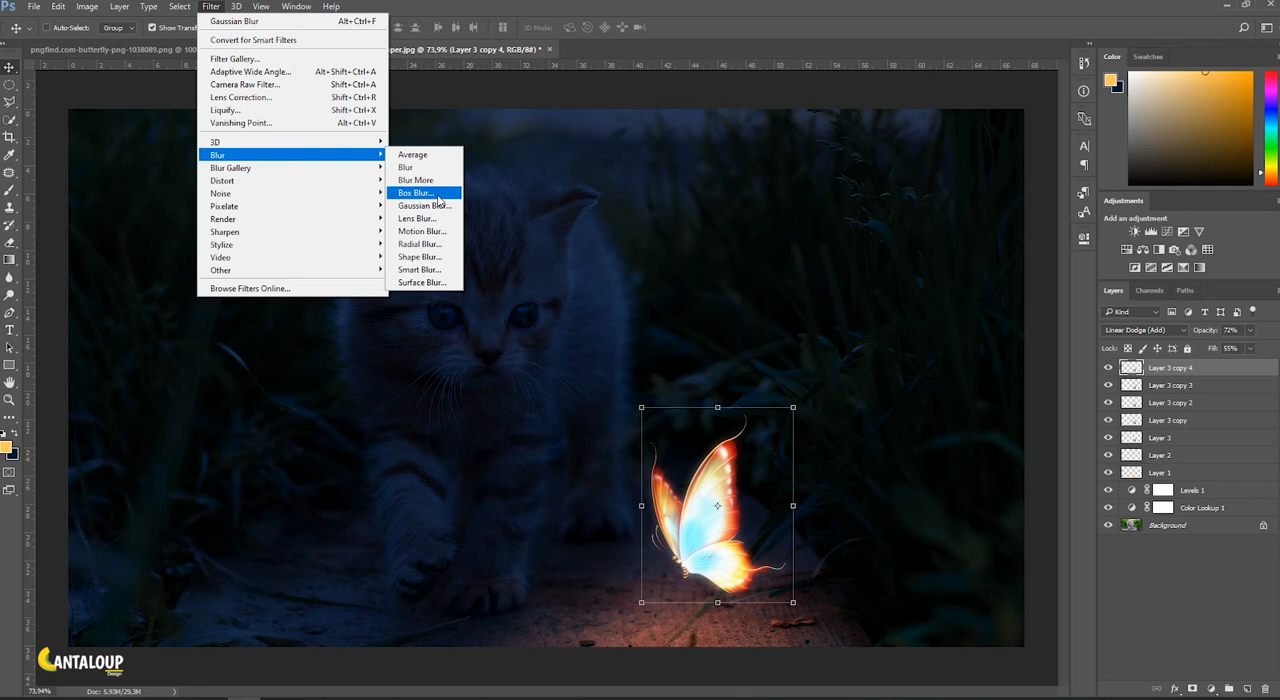 Ps File Edit Image Layer Type Select Filter 3D View Window Help
Auto-Select: Group Show Transf 3D Mode:
pngfind.com-butterfly-png-1038089.png @ 100 aper.jpg @ 73,9% (Layer 3 copy 4, RGB/8#) *
Gaussian Blur Alt+Ctrl+F
Convert for Smart Filters
Filter Gallery...
Adaptive Wide Angle... Alt+Shift+Ctrl+A
Camera Raw Filter... Shift+Ctrl+A
Lens Correction... Shift+Ctrl+R
Liquify... Shift+Ctrl+X
Vanishing Point... Alt+Ctrl+V
3D
Blur
Blur Gallery
Distort
Noise
Pixelate
Render
Sharpen
Stylize
Video
Other
Browse Filters Online...
Average
Blur
Blur More
Box Blur...
Gaussian Blur...
Lens Blur...
Motion Blur...
Radial Blur...
Shape Blur...
Smart Blur...
Surface Blur...
Color Swatches
Adjustments
Add an adjustment
Layers Channels Paths
Kind
Linear Dodge (Add) Opacity: 72%
Lock: Fill: 55%
Layer 3 copy 4
Layer 3 copy 3
Layer 3 copy 2
Layer 3 copy
Layer 3
Layer 2
Layer 1
Levels 1
Color Lookup 1
Background
CANTALOUP
Design
73,94% Doc: 5,93M/29,3M